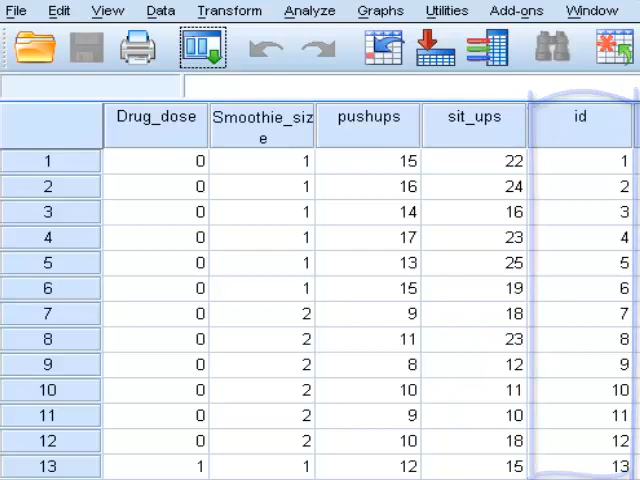 File Edit View Data Transform Analyze Graphs Utilities Add-ons Window
Drug_dose Smoothie_siz pushups sit_ups id
e
1 0 1 15 22 1
2 0 1 16 24 2
3 0 1 14 16 3
4 0 1 17 23 4
5 0 1 13 25 5
6 0 1 15 19 6
7 0 2 9 18 7
8 0 2 11 23 8
9 0 2 8 12 9
10 0 2 10 11 10
11 0 2 9 10 11
12 0 2 10 18 12
13 1 1 12 15 13